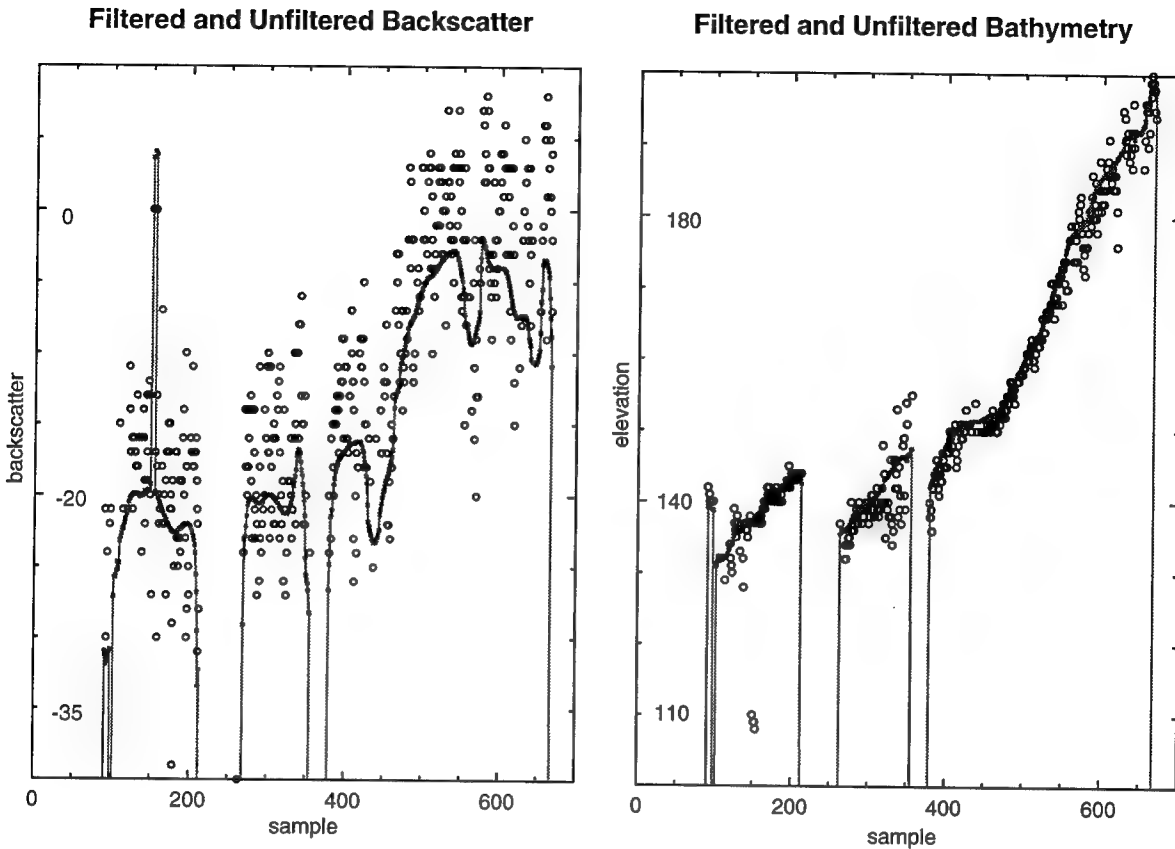 Filtered and Unfiltered Backscatter
0
-20
-35
backscatter
0
200
400
600
sample
Filtered and Unfiltered Bathymetry
180
140
110
elevation
0
200
400
600
sample